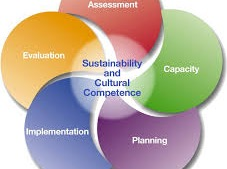 Assessment
Evaluation
Capacity
Sustainability
and
Cultural
Competence
Implementation
Planning